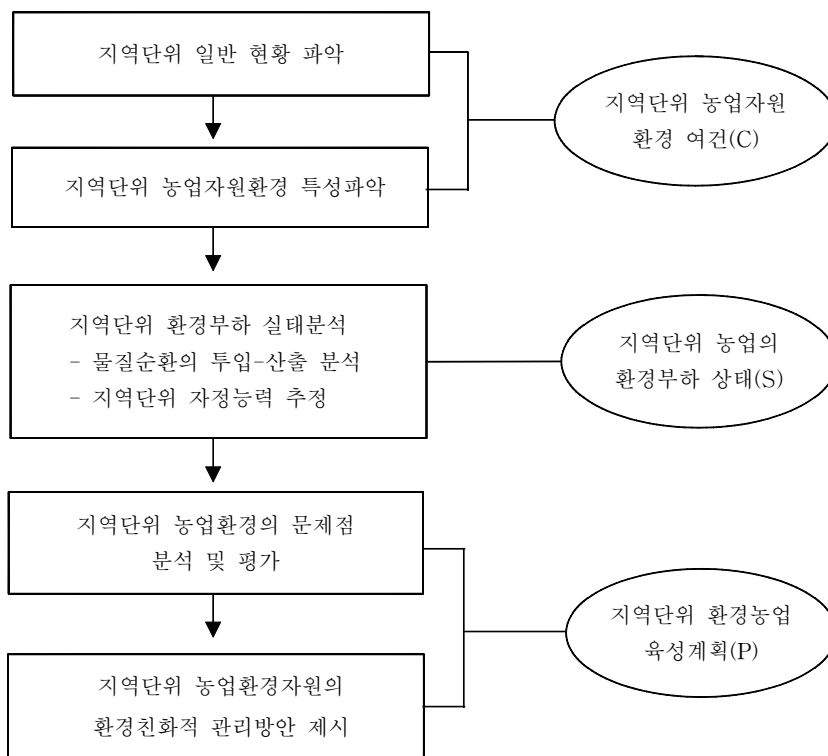 지역단위 일반 현황 파악
지역단위 농업자원
환경 여건(C)
지역단위 농업자원환경 특성파악
지역단위 환경부하 실태분석
- 물질순환의 투입-산출 분석
- 지역단위 자정능력 추정
지역단위 농업의
환경부하 상태(S)
지역단위 농업환경의 문제점
분석 및 평가
지역단위 환경농업
육성계획(P)
지역단위 농업환경자원의
환경친화적 관리방안 제시